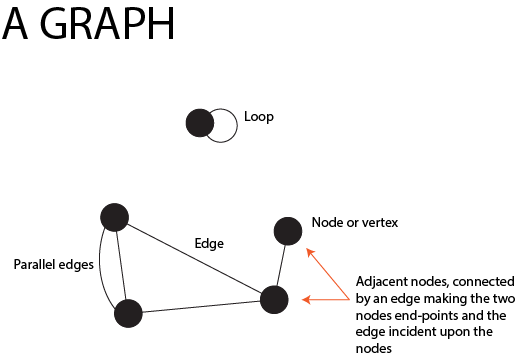 A GRAPH
Loop
Node or vertex
Edge
Parallel edges
Adjacent nodes, connected
by an edge making the two
nodes end-points and the
edge incident upon the
nodes